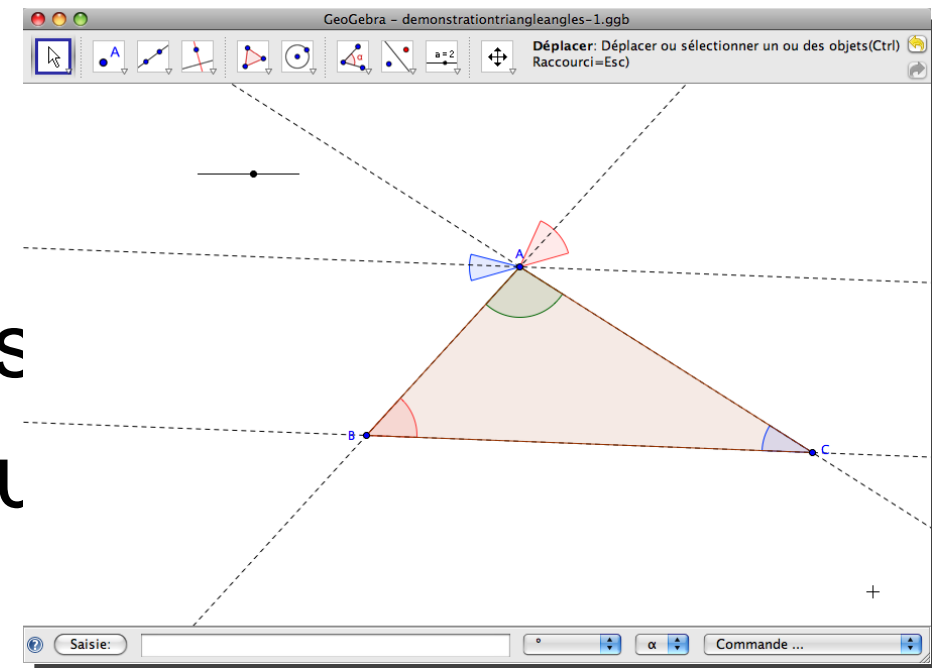 GeoGebra – demonstrationtriangleangles-1.ggb
A
α
a=2
Déplacer: Déplacer ou sélectionner un ou des objets(Ctrl)
Raccourci=Esc)
A
s
B
C
u
? Saisie: ° α Commande ...